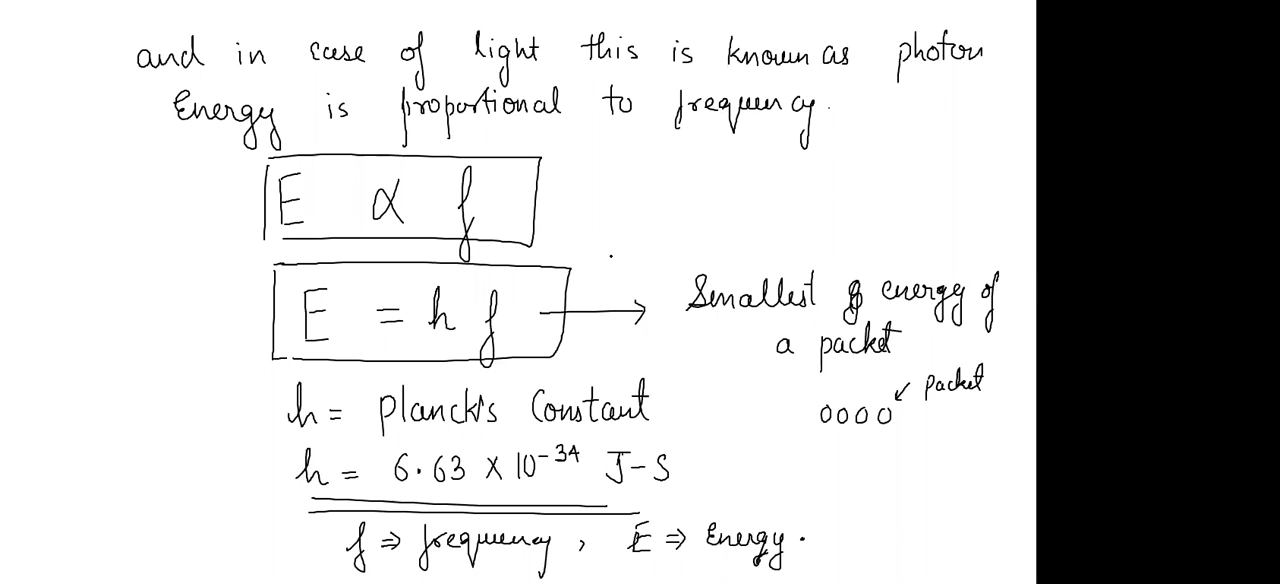 and in case of light this is known as photon
Energy is proportional to frequency.
E ∝ f
E = h f → Smallest energy of
a packet
↙ packet
0000
h = planck's Constant
h = 6.63 × 10⁻³⁴ J-S
f ⇒ frequency , E ⇒ Energy.